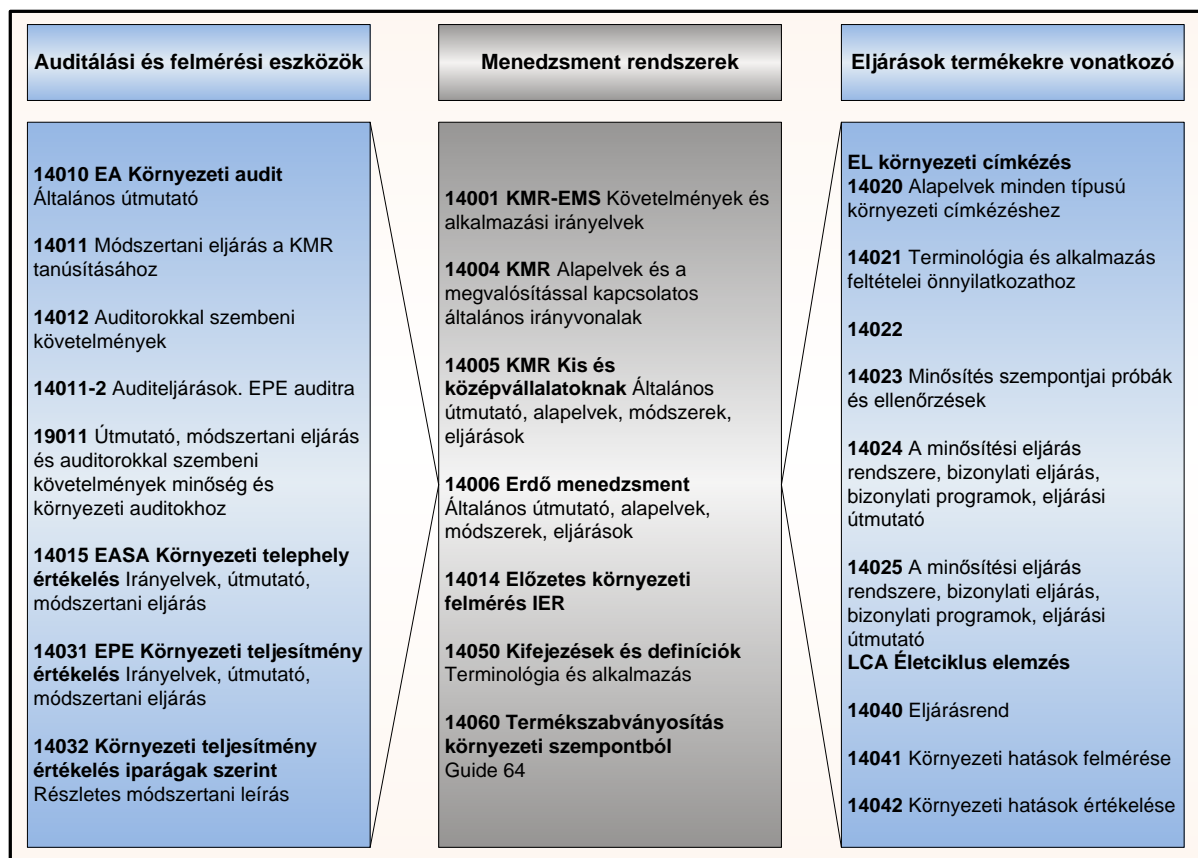 Auditálási és felmérési eszközök
Menedzsment rendszerek
Eljárások termékekre vonatkozó
14010 EA Környezeti audit
Általános útmutató
14011 Módszertani eljárás a KMR
tanúsításához
14012 Auditorokkal szembeni
követelmények
14011-2 Auditeljárások. EPE auditra
19011 Útmutató, módszertani eljárás
és auditorokkal szembeni
követelmények minőség és
környezeti auditokhoz
14015 EASA Környezeti telephely
értékelés Irányelvek, útmutató,
módszertani eljárás
14031 EPE Környezeti teljesítmény
értékelés Irányelvek, útmutató,
módszertani eljárás
14032 Környezeti teljesítmény
értékelés iparágak szerint
Részletes módszertani leírás
14001 KMR-EMS Követelmények és
alkalmazási irányelvek
14004 KMR Alapelvek és a
megvalósítással kapcsolatos
általános irányvonalak
14005 KMR Kis és
középvállalatoknak Általános
útmutató, alapelvek, módszerek,
eljárások
14006 Erdő menedzsment
Általános útmutató, alapelvek,
módszerek, eljárások
14014 Előzetes környezeti
felmérés IER
14050 Kifejezések és definíciók
Terminológia és alkalmazás
14060 Termékszabványosítás
környezeti szempontból
Guide 64
EL környezeti címkézés
14020 Alapelvek minden típusú
környezeti címkézéshez
14021 Terminológia és alkalmazás
feltételei önnyilatkozathoz
14022
14023 Minősítés szempontjai próbák
és ellenőrzések
14024 A minősítési eljárás
rendszere, bizonylati eljárás,
bizonylati programok, eljárási
útmutató
14025 A minősítési eljárás
rendszere, bizonylati eljárás,
bizonylati programok, eljárási
útmutató
LCA Életciklus elemzés
14040 Eljárásrend
14041 Környezeti hatások felmérése
14042 Környezeti hatások értékelése